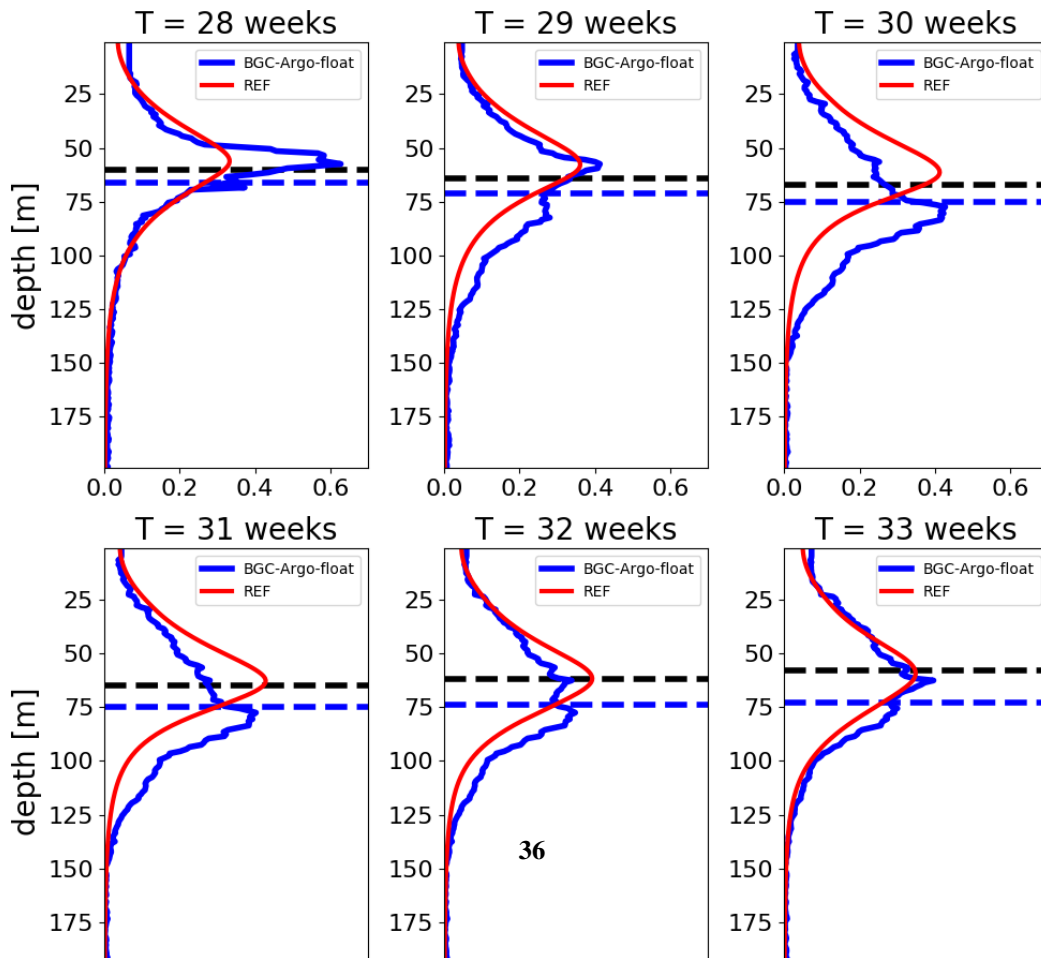 T = 28 weeks
T = 29 weeks
T = 30 weeks
BGC-Argo-float
REF
BGC-Argo-float
REF
BGC-Argo-float
REF
depth [m]
25
50
75
100
125
150
175
25
50
75
100
125
150
175
25
50
75
100
125
150
175
0.0 0.2 0.4 0.6
0.0 0.2 0.4 0.6
0.0 0.2 0.4 0.6
T = 31 weeks
T = 32 weeks
T = 33 weeks
BGC-Argo-float
REF
BGC-Argo-float
REF
BGC-Argo-float
REF
depth [m]
25
50
75
100
125
150
175
25
50
75
100
125
150
175
25
50
75
100
125
150
175
36